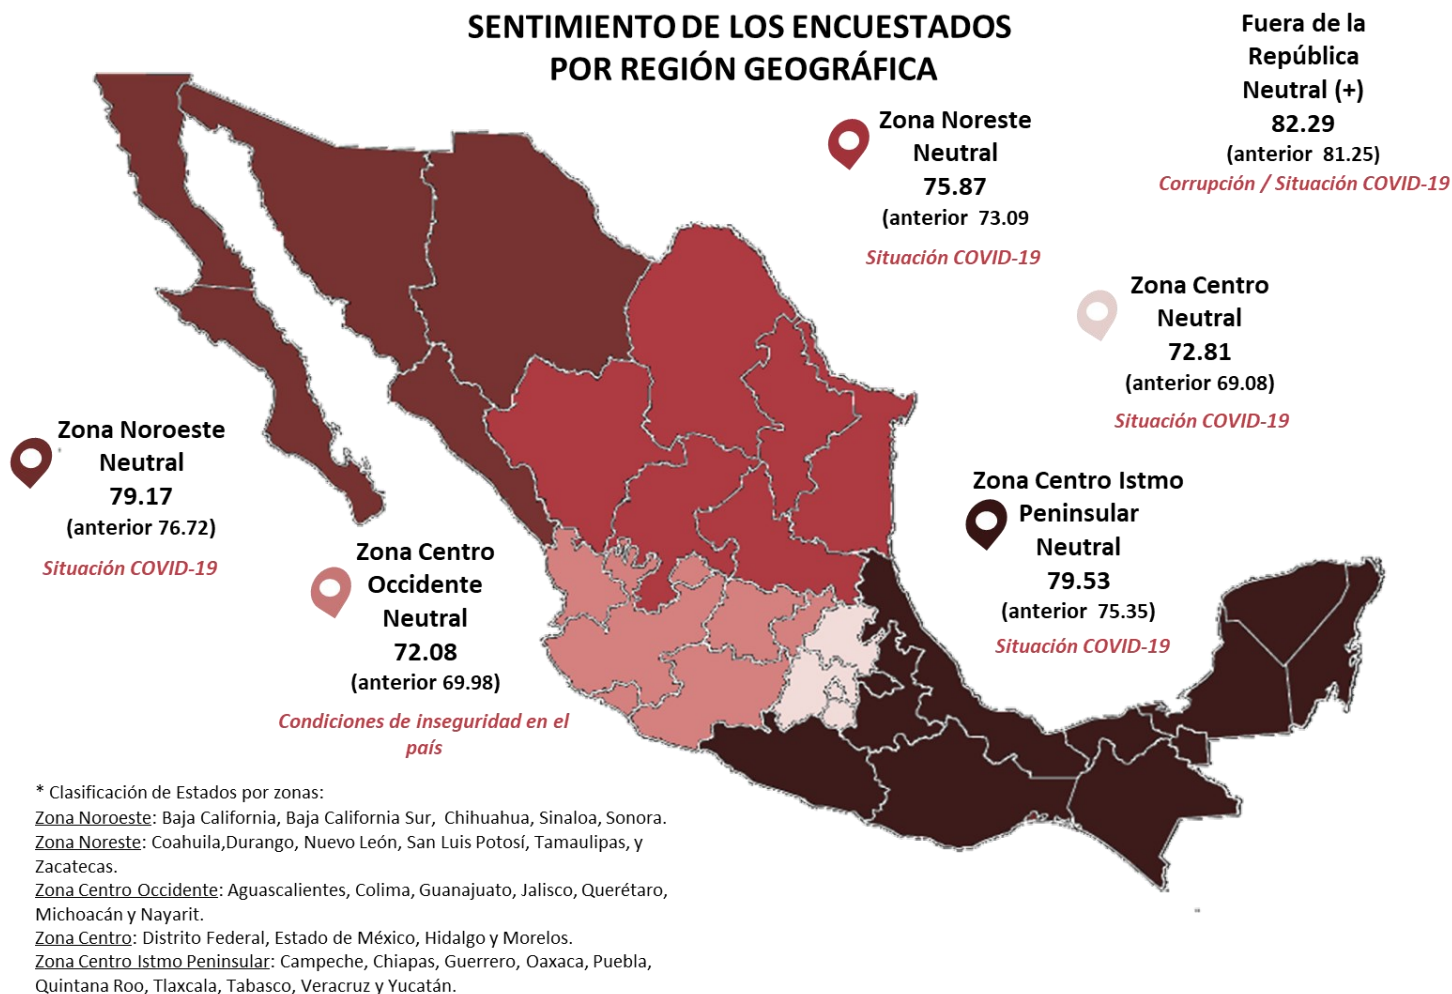 SENTIMIENTO DE LOS ENCUESTADOS
POR REGIÓN GEOGRÁFICA
Fuera de la
República
Neutral (+)
82.29
(anterior  81.25)
Corrupción / Situación COVID-19
Zona Noreste
Neutral
75.87
(anterior  73.09
Situación COVID-19
Zona Centro
Neutral
72.81
(anterior 69.08)
Situación COVID-19
Zona Noroeste
Neutral
79.17
(anterior 76.72)
Situación COVID-19
Zona Centro Istmo
Peninsular
Neutral
79.53
(anterior  75.35)
Situación COVID-19
Zona Centro
Occidente
Neutral
72.08
(anterior 69.98)
Condiciones de inseguridad en el
país
* Clasificación de Estados por zonas:
Zona Noroeste: Baja California, Baja California Sur,  Chihuahua, Sinaloa, Sonora.
Zona Noreste: Coahuila,Durango, Nuevo León, San Luis Potosí, Tamaulipas, y
Zacatecas.
Zona Centro Occidente: Aguascalientes, Colima, Guanajuato, Jalisco, Querétaro,
Michoacán y Nayarit.
Zona Centro: Distrito Federal, Estado de México, Hidalgo y Morelos.
Zona Centro Istmo Peninsular: Campeche, Chiapas, Guerrero, Oaxaca, Puebla,
Quintana Roo, Tlaxcala, Tabasco, Veracruz y Yucatán.